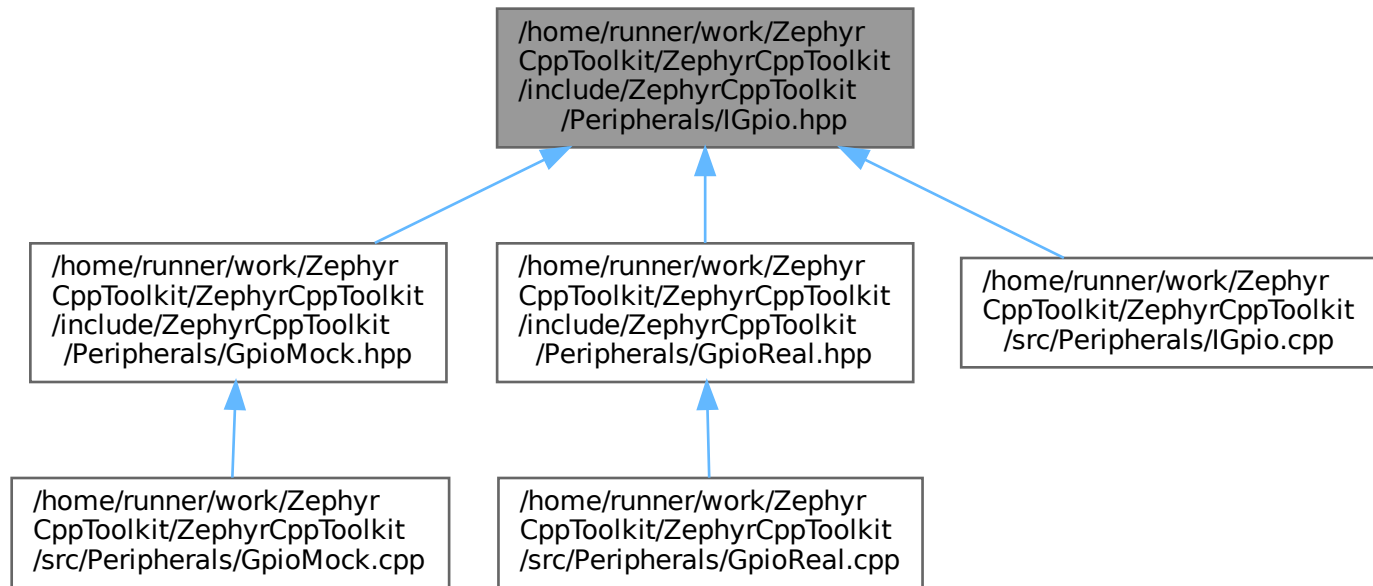 /home/runner/work/Zephyr
CppToolkit/ZephyrCppToolkit
/include/ZephyrCppToolkit
/Peripherals/IGpio.hpp
/home/runner/work/Zephyr
CppToolkit/ZephyrCppToolkit
/include/ZephyrCppToolkit
/Peripherals/GpioMock.hpp
/home/runner/work/Zephyr
CppToolkit/ZephyrCppToolkit
/include/ZephyrCppToolkit
/Peripherals/GpioReal.hpp
/home/runner/work/Zephyr
CppToolkit/ZephyrCppToolkit
/src/Peripherals/IGpio.cpp
/home/runner/work/Zephyr
CppToolkit/ZephyrCppToolkit
/src/Peripherals/GpioMock.cpp
/home/runner/work/Zephyr
CppToolkit/ZephyrCppToolkit
/src/Peripherals/GpioReal.cpp